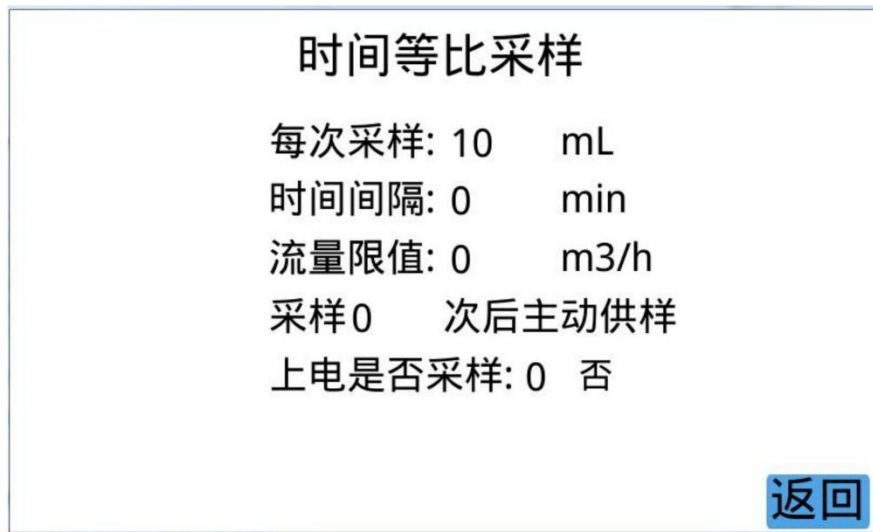 时间等比采样
每次采样: 10 mL
时间间隔: 0 min
流量限值: 0 m3/h
采样0 次后主动供样
上电是否采样: 0 否
返回